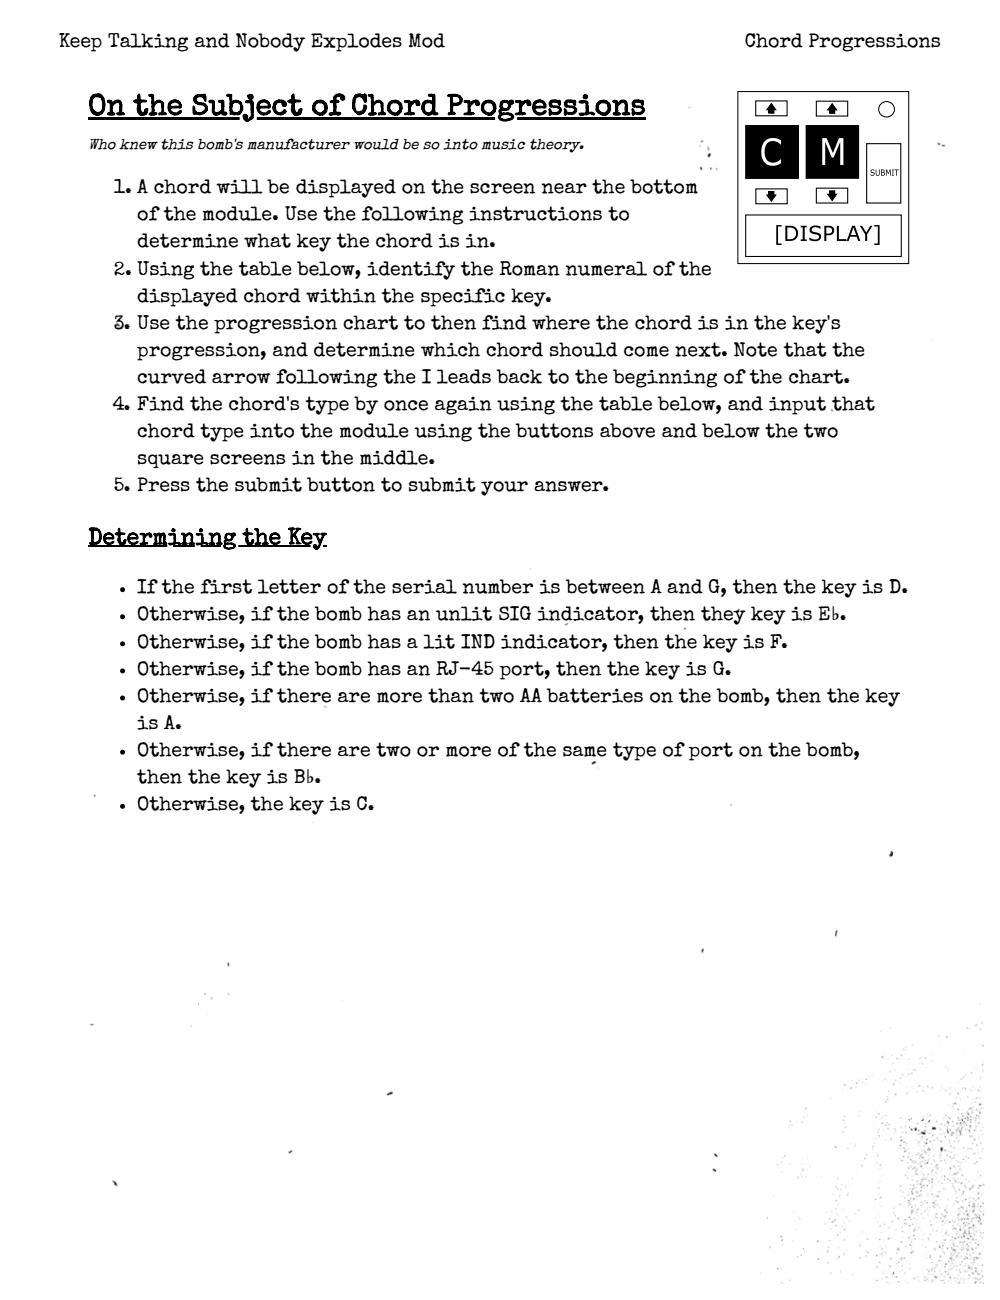 Keep Talking and Nobody Explodes Mod
Chord Progressions
On the Subject of Chord Progressions
Who knew this bomb's manufacturer would be so into music theory.
C M
SUBMIT
[DISPLAY]
1. A chord will be displayed on the screen near the bottom
of the module. Use the following instructions to
determine what key the chord is in.
2. Using the table below, identify the Roman numeral of the
displayed chord within the specific key.
3. Use the progression chart to then find where the chord is in the key's
progression, and determine which chord should come next. Note that the
curved arrow following the I leads back to the beginning of the chart.
4. Find the chord's type by once again using the table below, and input that
chord type into the module using the buttons above and below the two
square screens in the middle.
5. Press the submit button to submit your answer.
Determining the Key
• If the first letter of the serial number is between A and G, then the key is D.
• Otherwise, if the bomb has an unlit SIG indicator, then they key is E♭.
• Otherwise, if the bomb has a lit IND indicator, then the key is F.
• Otherwise, if the bomb has an RJ-45 port, then the key is G.
• Otherwise, if there are more than two AA batteries on the bomb, then the key
is A.
• Otherwise, if there are two or more of the same type of port on the bomb,
then the key is B♭.
• Otherwise, the key is C.